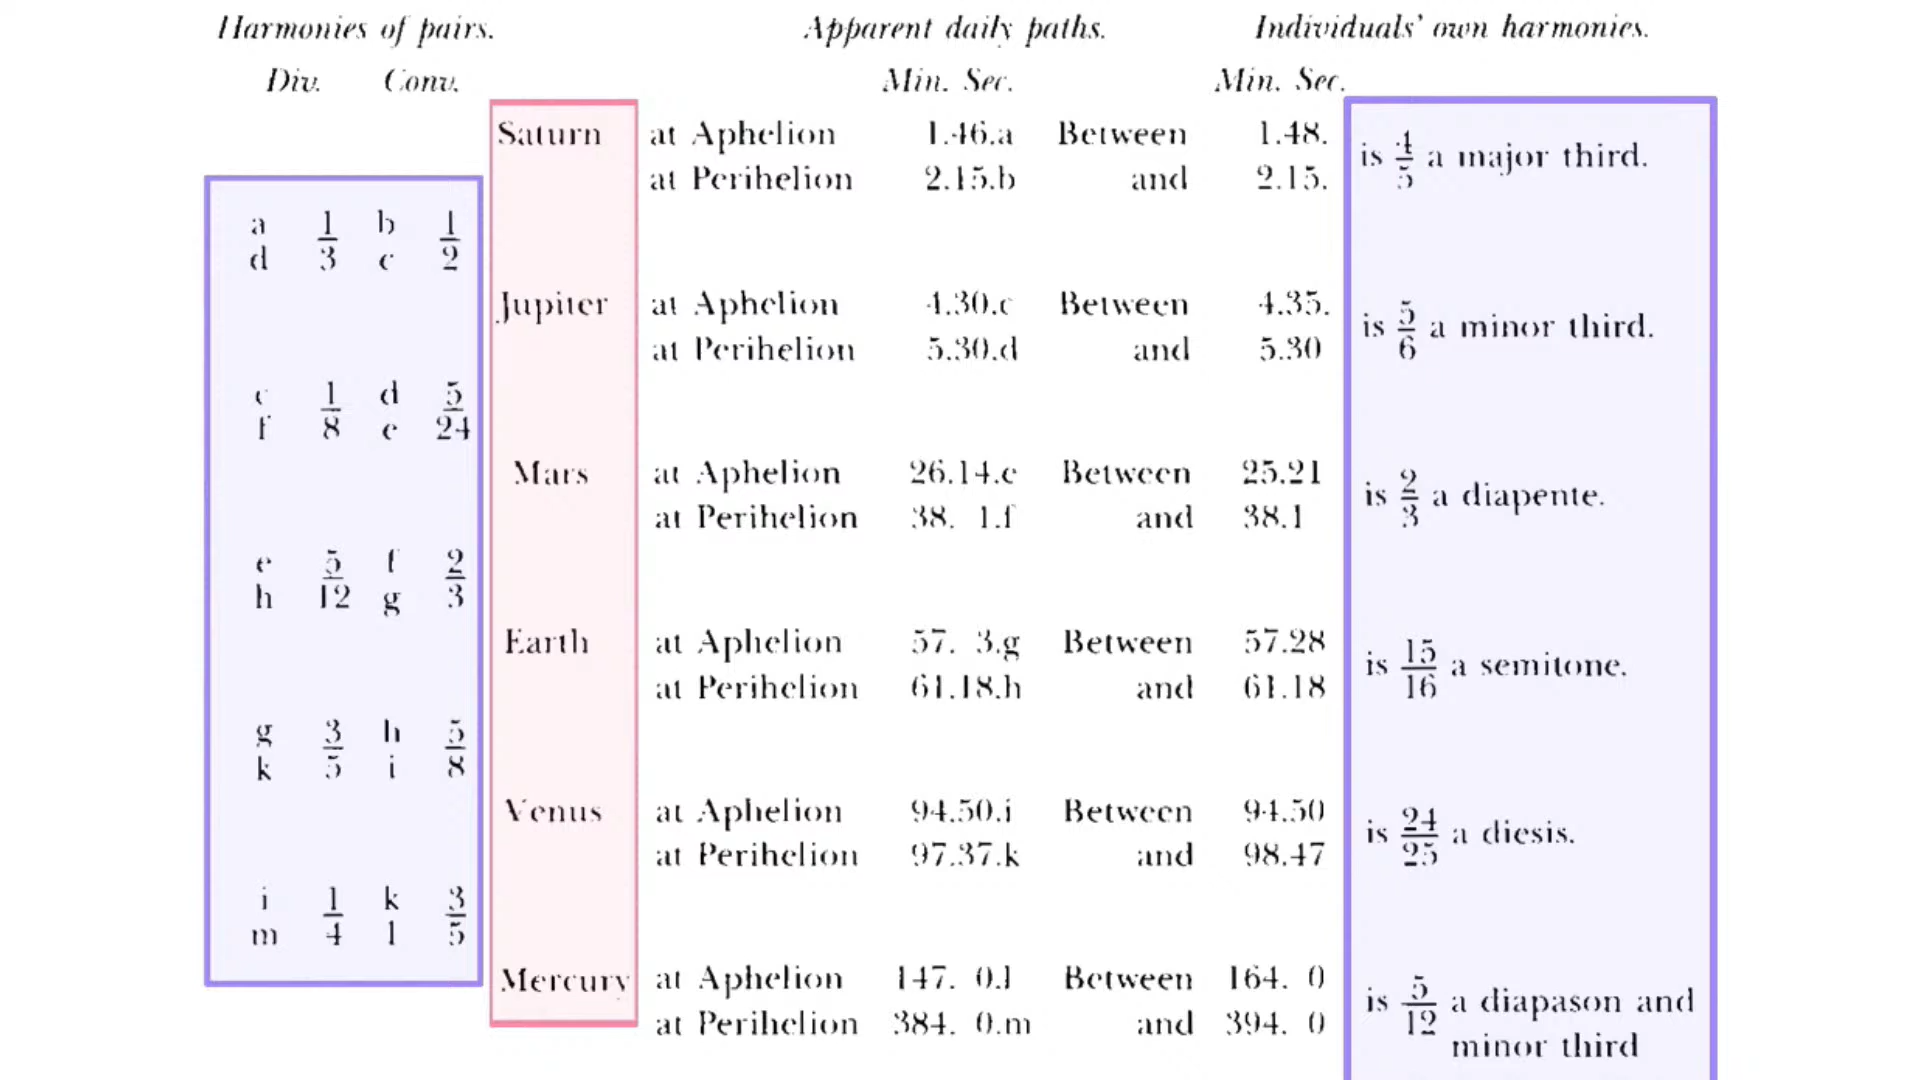 Harmonies of pairs. Apparent daily paths. Individuals' own harmonies.
Div. Conv. Min. Sec. Min. Sec.
Saturn at Aphelion 1.46.a Between 1.48. is 4/5 a major third.
at Perihelion 2.15.b and 2.15.
a 1/3 b 1/2
d c
Jupiter at Aphelion 4.30.c Between 4.35. is 5/6 a minor third.
at Perihelion 5.30.d and 5.30
c 1/8 d 5/24
f e
Mars at Aphelion 26.14.e Between 25.21 is 2/3 a diapente.
at Perihelion 38. 1.f and 38.1
e 5/12 f 2/3
h g
Earth at Aphelion 57. 3.g Between 57.28 is 15/16 a semitone.
at Perihelion 61.18.h and 61.18
g 3/5 h 5/8
k i
Venus at Aphelion 94.50.i Between 94.50 is 24/25 a diesis.
at Perihelion 97.37.k and 98.47
i 1/4 k 3/5
m l
Mercury at Aphelion 147. 0.l Between 164. 0 is 5/12 a diapason and
at Perihelion 384. 0.m and 394. 0 minor third